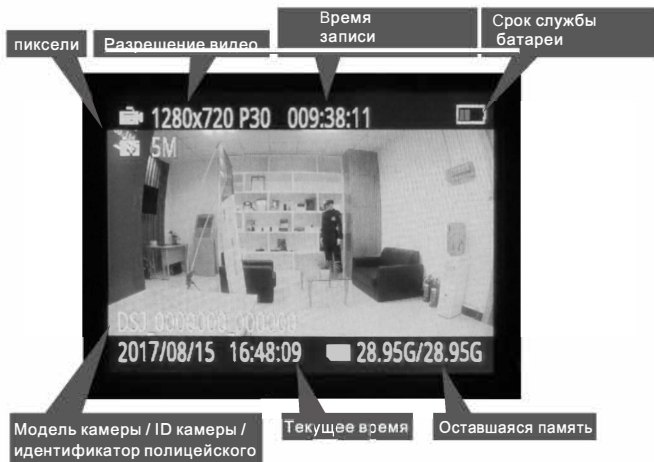 Время
записи
Срок службы
батареи
пиксели
Разрешение видео
1280x720 P30 009:38:11
5M
DSJ_0000000_000000
2017/08/15 16:48:09 28.95G/28.95G
Модель камеры / ID камеры /
идентификатор полицейского
Текущее время
Оставшаяся память